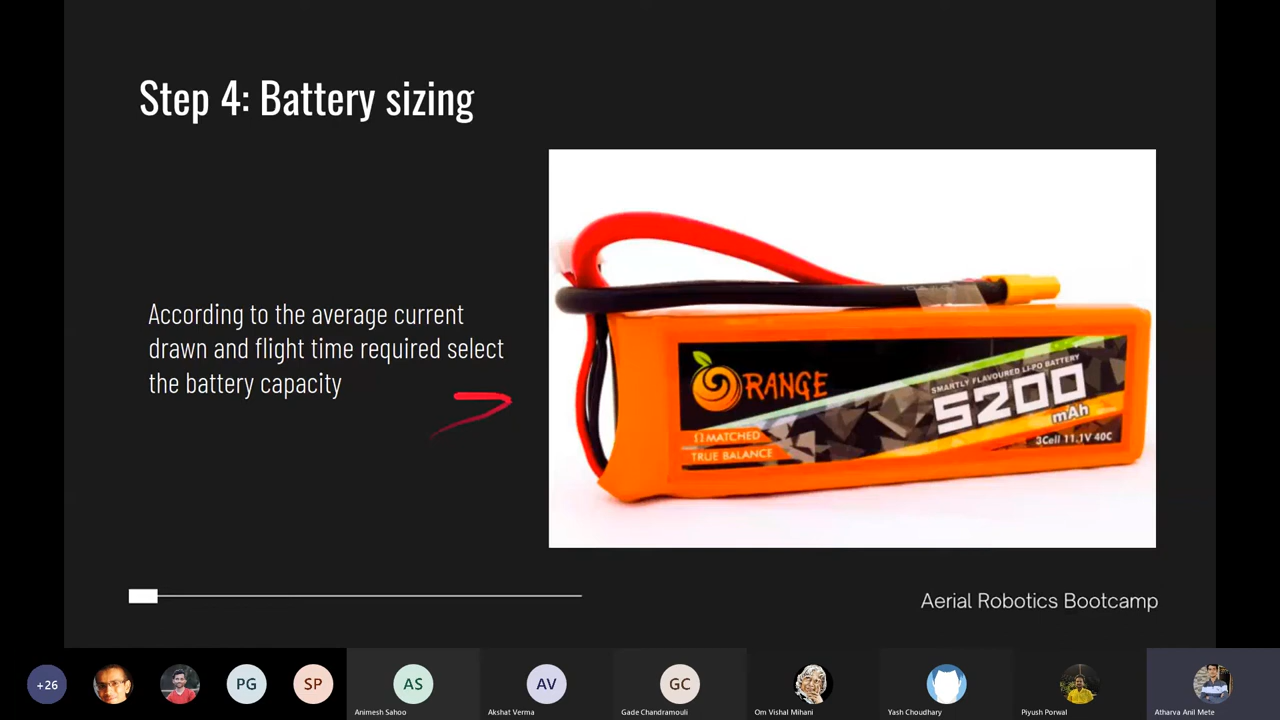 Step 4: Battery sizing
According to the average current
drawn and flight time required select
the battery capacity
ORANGE
SMARTLY FLAVOURED LI-PO BATTERY
5200
mAh
ΩMATCHED
TRUE BALANCE
3Cell 11.1V 40C
Aerial Robotics Bootcamp
+26
PG
SP
AS
AV
GC
Animesh Sahoo
Akshat Verma
Gade Chandramouli
Om Vishal Mihani
Yash Choudhary
Piyush Porwal
Atharva Anil Mete